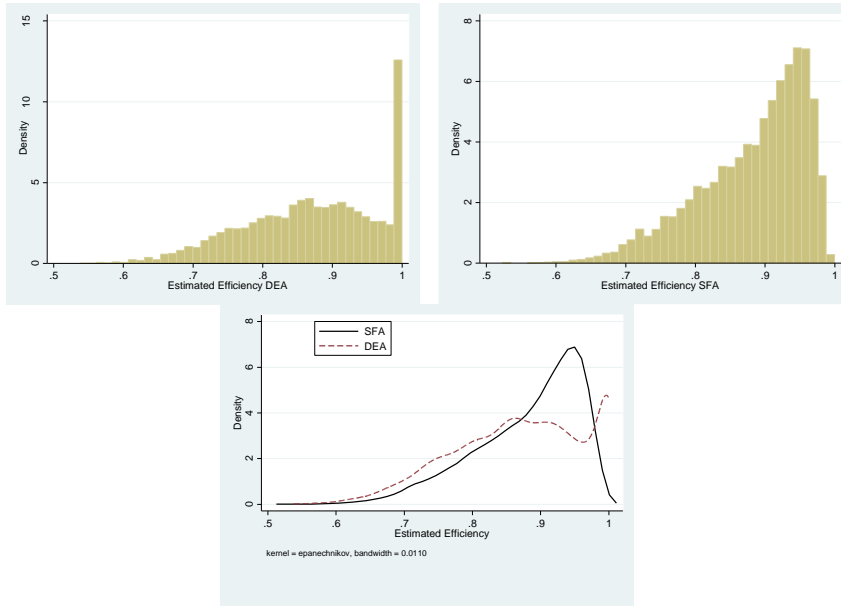 15
10
5
0
Density
.5 .6 .7 .8 .9 1
Estimated Efficiency DEA
8
6
4
2
0
Density
.5 .6 .7 .8 .9 1
Estimated Efficiency SFA
8
6
4
2
0
Density
SFA
DEA
.5 .6 .7 .8 .9 1
Estimated Efficiency
kernel = epanechnikov, bandwidth = 0.0110